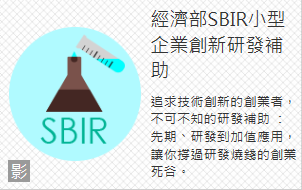 SBIR
影
經濟部SBIR小型
企業創新研發補
助
追求技術創新的創業者，
不可不知的研發補助 ：
先期、研發到加值應用，
讓你撐過研發燒錢的創業
死谷。